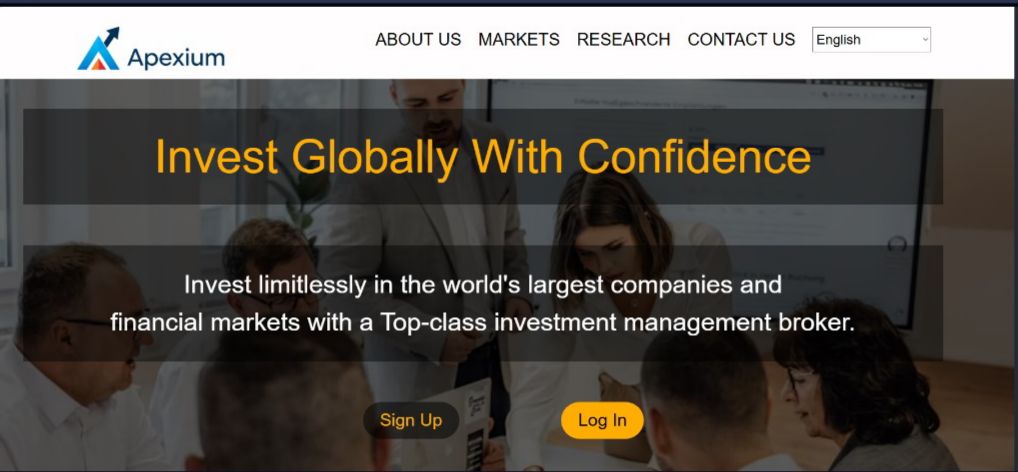 Apexium
ABOUT US MARKETS RESEARCH CONTACT US English
Invest Globally With Confidence
Invest limitlessly in the world's largest companies and
financial markets with a Top-class investment management broker.
Sign Up Log In